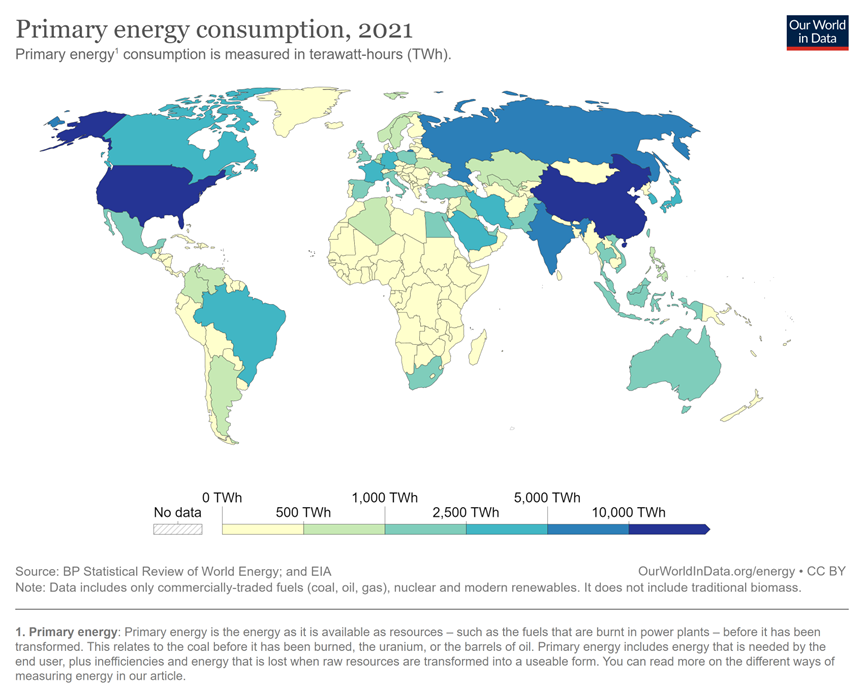 Primary energy consumption, 2021
Our World
in Data
Primary energy¹ consumption is measured in terawatt-hours (TWh).
0 TWh 1,000 TWh 5,000 TWh
No data 500 TWh 2,500 TWh 10,000 TWh
Source: BP Statistical Review of World Energy; and EIA OurWorldInData.org/energy • CC BY
Note: Data includes only commercially-traded fuels (coal, oil, gas), nuclear and modern renewables. It does not include traditional biomass.
1. Primary energy: Primary energy is the energy as it is available as resources – such as the fuels that are burnt in power plants – before it has been
transformed. This relates to the coal before it has been burned, the uranium, or the barrels of oil. Primary energy includes energy that is needed by the
end user, plus inefficiencies and energy that is lost when raw resources are transformed into a useable form. You can read more on the different ways of
measuring energy in our article.